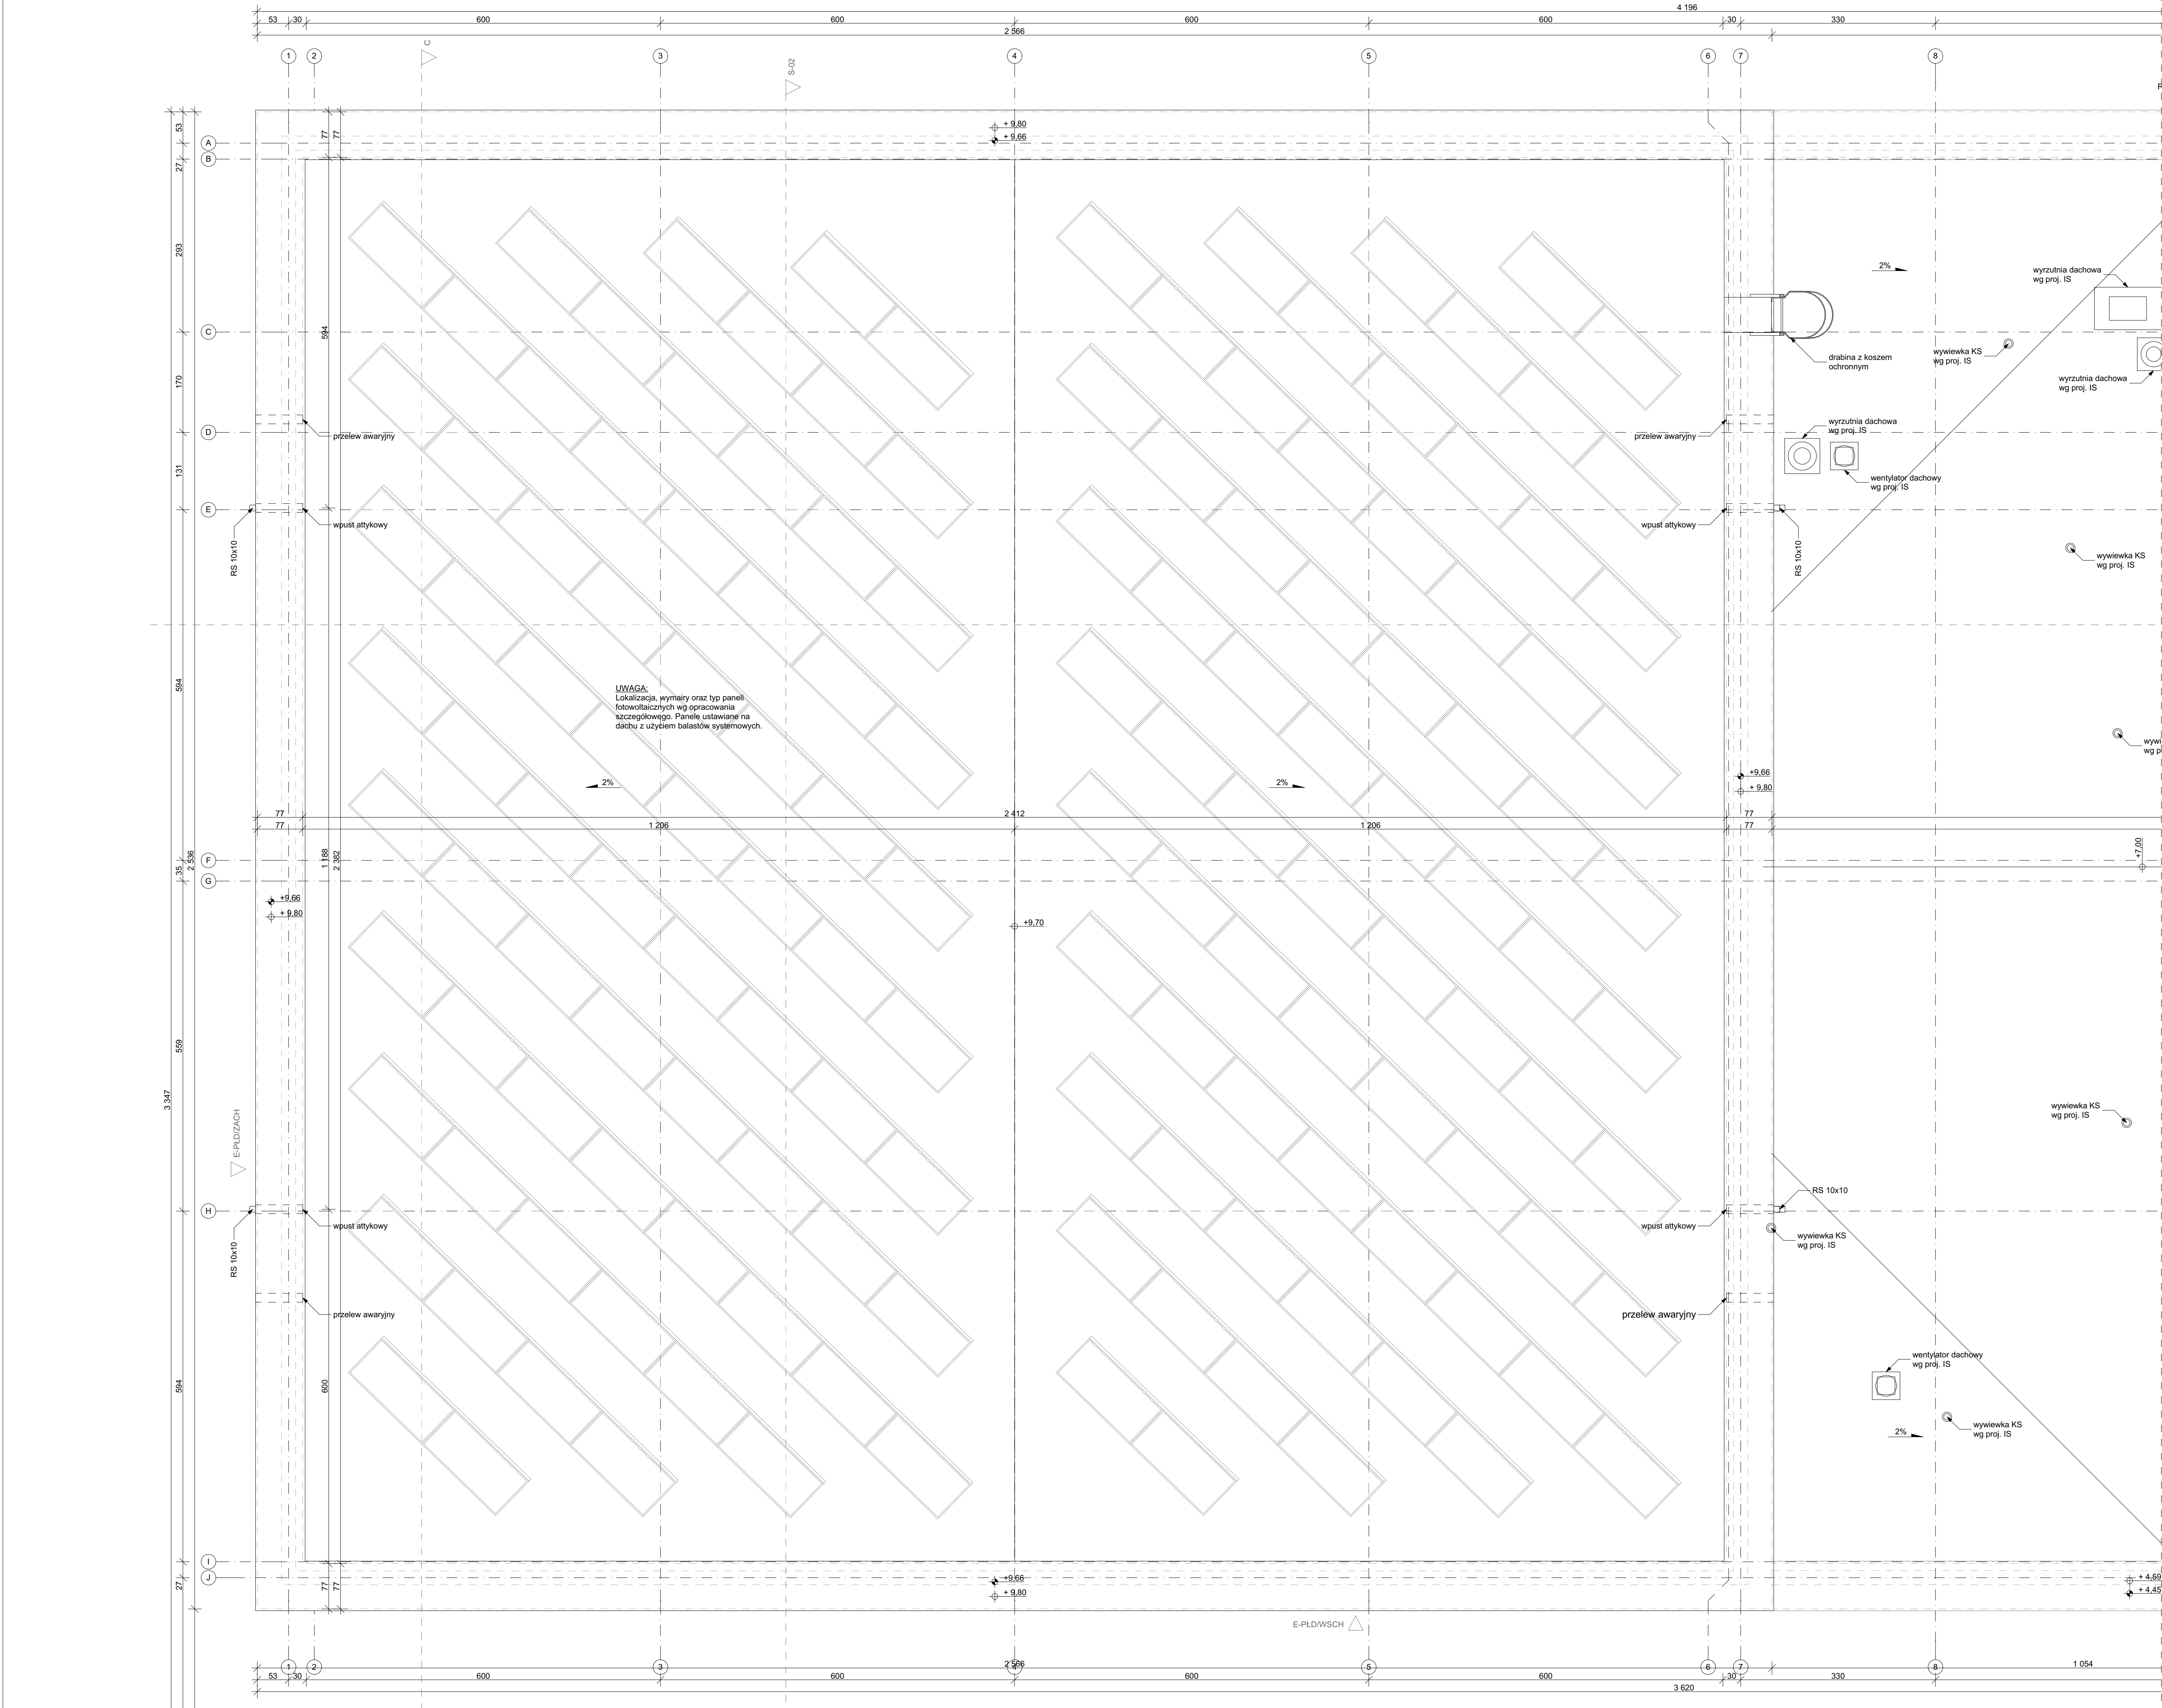 4 196
53
30
600
600
600
600
30
330
2 566
1
2
3
4
5
6
7
8
C
S-02
53
77
77
+ 9,80
+ 9,66
A
B
27
293
594
2%
wyrzutnia dachowa
wg proj. IS
C
drabina z koszem
ochronnym
wywiewka KS
wg proj. IS
wyrzutnia dachowa
wg proj. IS
170
D
przelew awaryjny
przelew awaryjny
wyrzutnia dachowa
wg proj. IS
131
wentylator dachowy
wg proj. IS
E
wpust attykowy
wpust attykowy
RS 10x10
RS 10x10
wywiewka KS
wg proj. IS
594
UWAGA:
Lokalizacja, wymairy oraz typ paneli
fotowoltaicznych wg opracowania
szczegółowego. Panele ustawiane na
dachu z użyciem balastów systemowych.
2%
2%
+9,66
+ 9,80
77
2 412
77
77
1 206
1 206
77
+7,00
F
G
35
2 536
1 188
2 382
+9,66
+ 9,80
+9,70
559
3 347
E-PŁD/ZACH
wywiewka KS
wg proj. IS
H
RS 10x10
wpust attykowy
wpust attykowy
RS 10x10
wywiewka KS
wg proj. IS
przelew awaryjny
przelew awaryjny
594
600
wentylator dachowy
wg proj. IS
wywiewka KS
wg proj. IS
2%
I
J
27
77
77
+9,66
+ 9,80
+ 4,59
+ 4,45
E-PŁD/WSCH
1
2
3
4
5
6
7
8
2 566
1 054
53
30
600
600
600
600
30
330
3 620